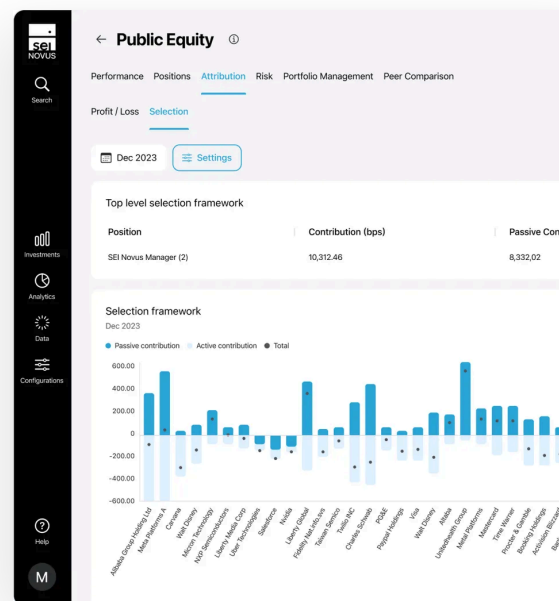 sei
NOVUS
Search
Investments
Analytics
Data
Configurations
Help
M
Public Equity
Performance Positions Attribution Risk Portfolio Management Peer Comparison
Profit / Loss Selection
Dec 2023 Settings
Top level selection framework
Position Contribution (bps) Passive Con
SEI Novus Manager (2) 10,312.46 8,332,02
Selection framework
Dec 2023
Passive contribution Active contribution Total
600.00
400.00
200.00
0
-200.00
-400.00
-600.00
Alibaba Group Holding Ltd
Meta Platforms A
Carvana
Walt Disney
Micron Technology
NXP Semiconductors
Liberty Media Corp
Uber Technologies
Salesforce
Nvidia
Liberty Global
Fidelity Net.Info.svs
Taiwan Semico
Twilio INC
Charles Schwab
PG&E
Paypal Holdings
Visa
Walt Disney
Altaba
Unitedhealth Group
Metal Platforms
Mastercard
Time Warner
Procter & Gamble
Booking Holdings
Activision Blizzard